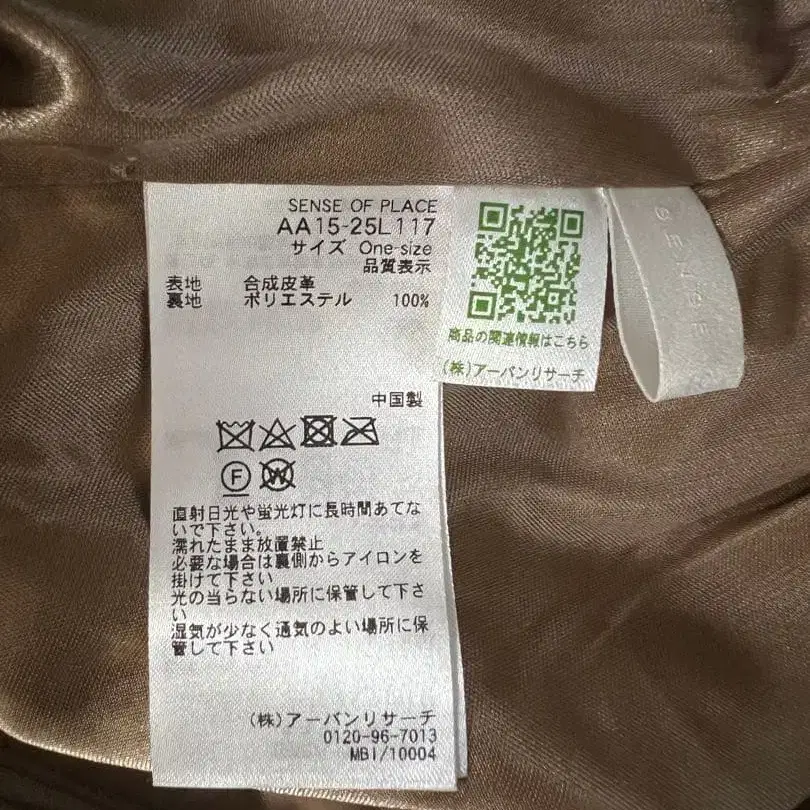 SENSE OF PLACE
AA15-25L117
サイズ One-size
品質表示
表地 合成皮革
裏地 ポリエステル 100%
中国製
F
W
直射日光や蛍光灯に長時間あてな
いで下さい。
濡れたまま放置禁止
必要な場合は裏側からアイロンを
掛けて下さい
光の当らない場所に保管して下さ
い
湿気が少なく通気のよい場所に保
管して下さい
(株)アーバンリサーチ
0120-96-7013
MBI/10004
商品の関連情報はこちら
(株)アーバンリサーチ
SENSE